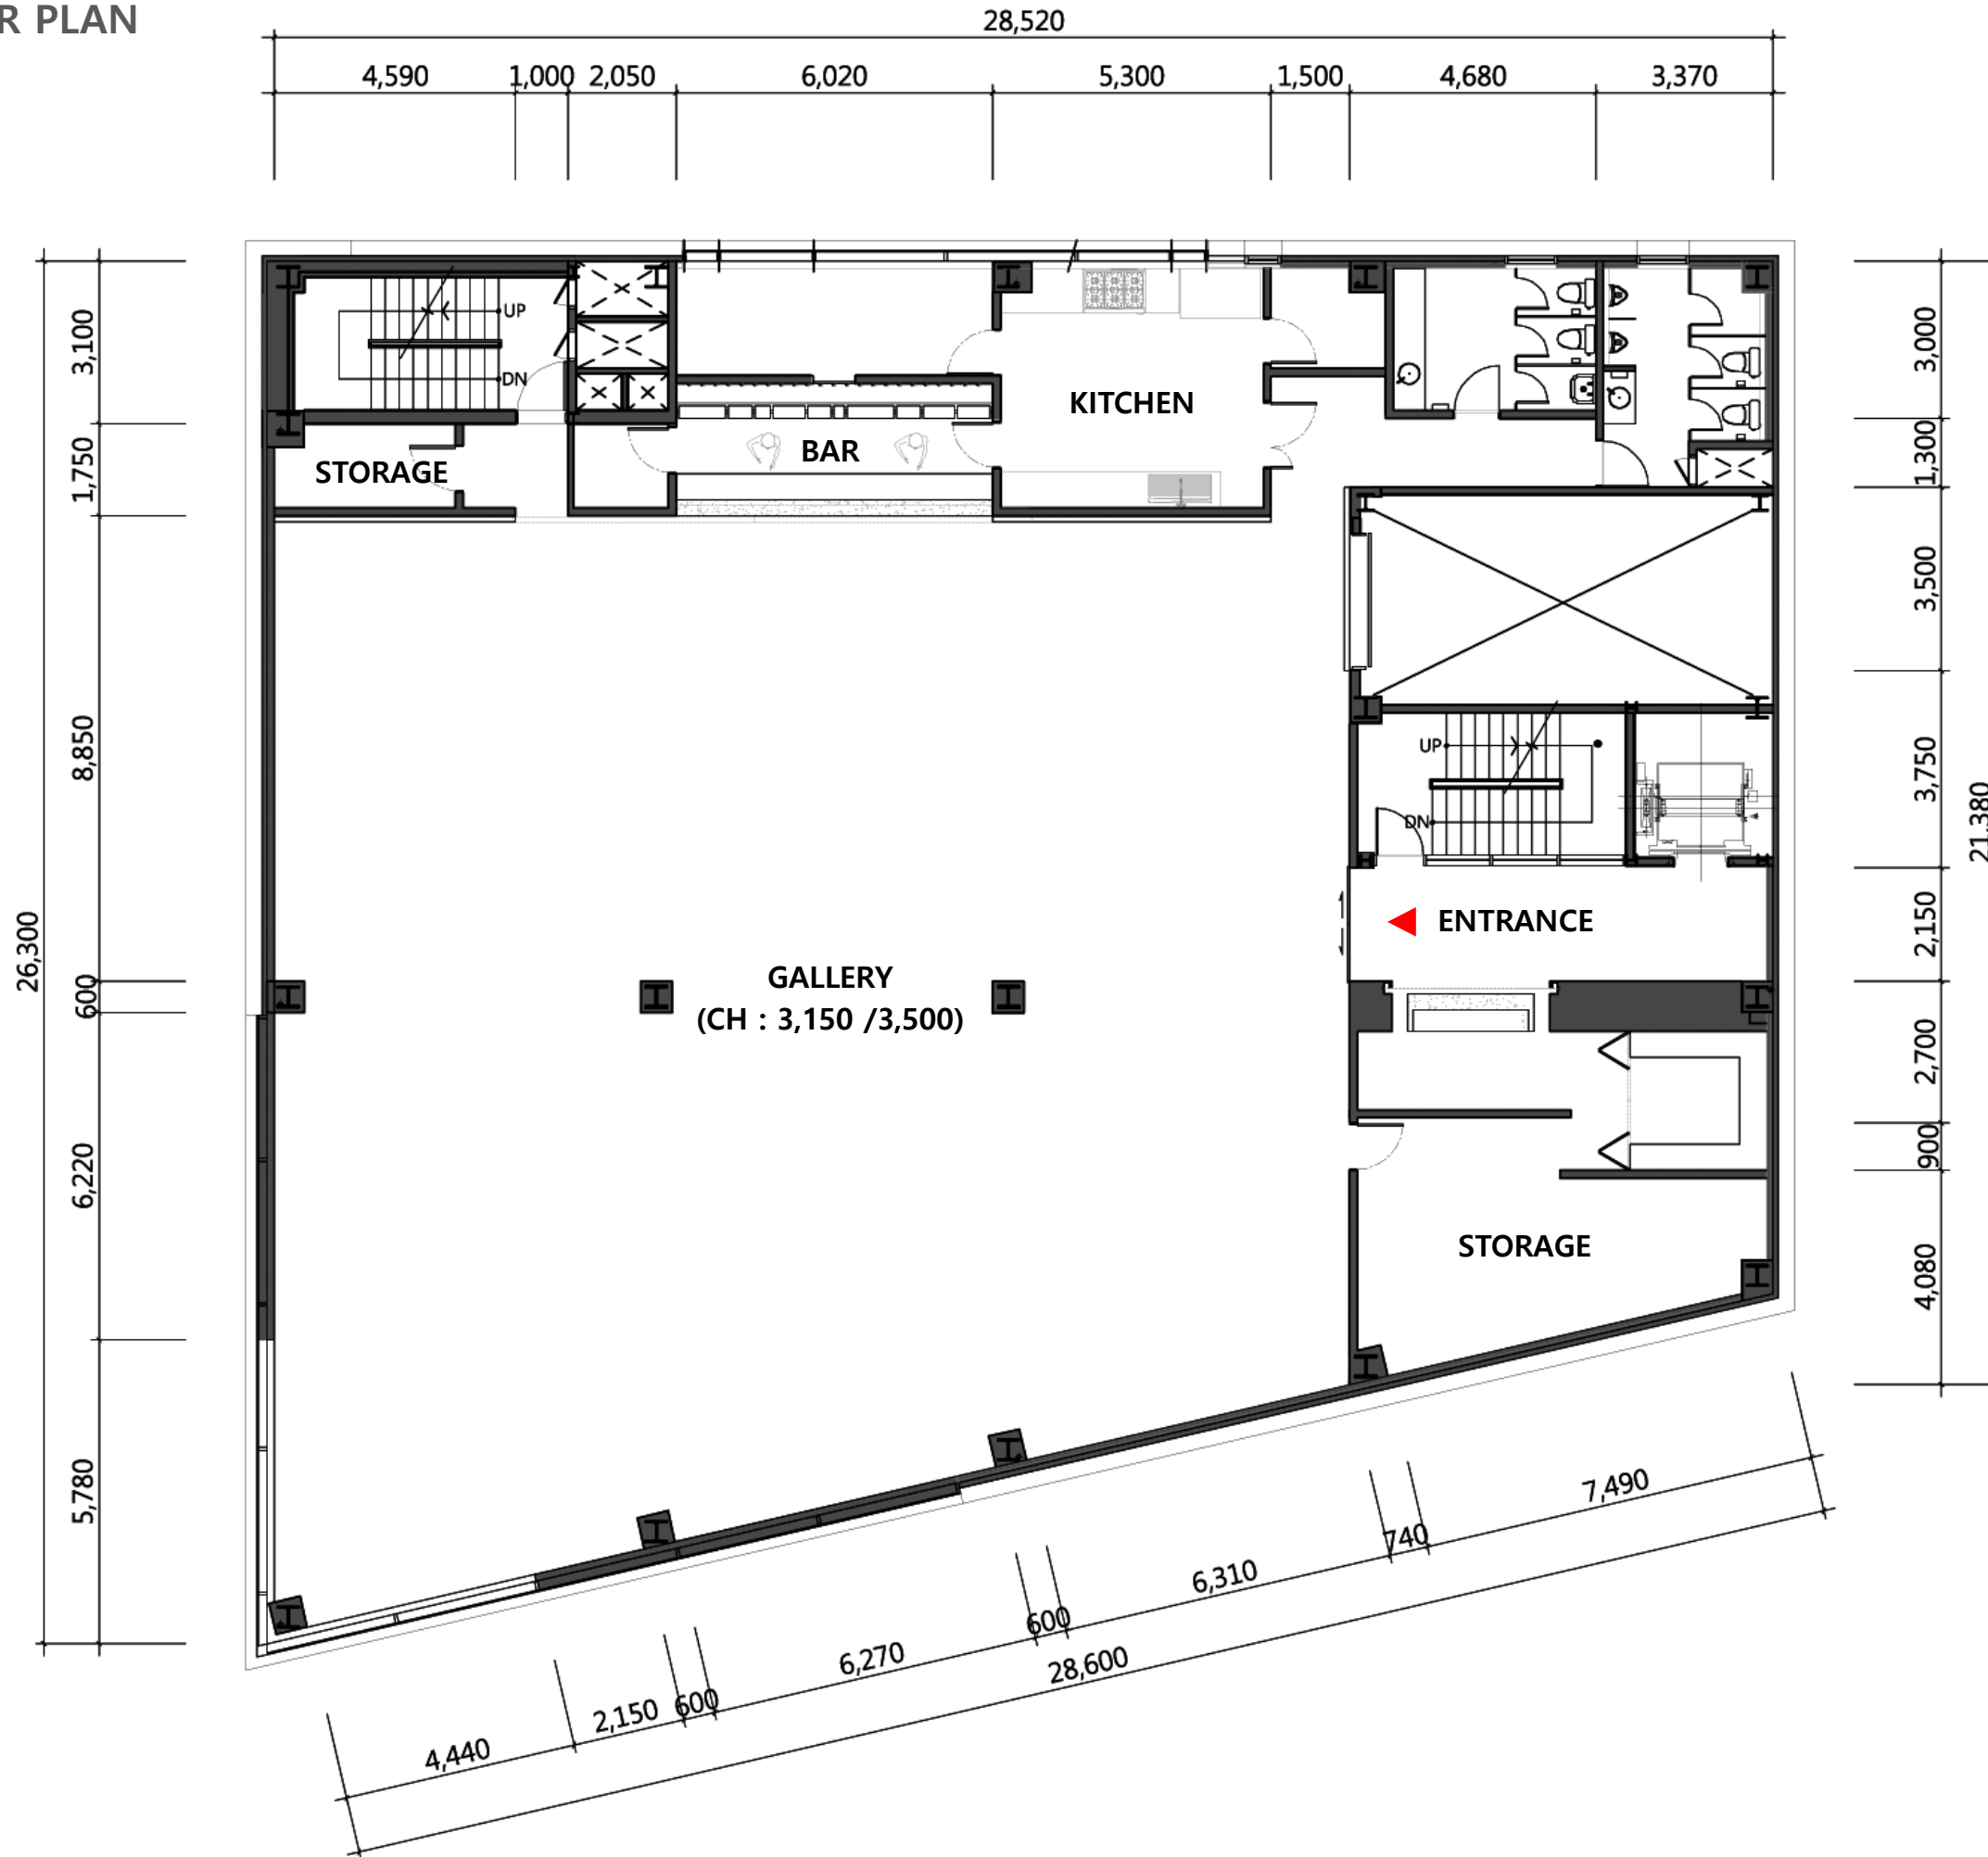 R PLAN
28,520
4,590 1,000 2,050 6,020 5,300 1,500 4,680 3,370
3,100
1,750
8,850
600
6,220
5,780
26,300
UP
DN
STORAGE
BAR
KITCHEN
3,000
1,300
3,500
3,750
2,150
2,700
900
4,080
21,380
UP
DN
ENTRANCE
GALLERY
(CH : 3,150 /3,500)
STORAGE
4,440
2,150
600
6,270
600
6,310
740
7,490
28,600